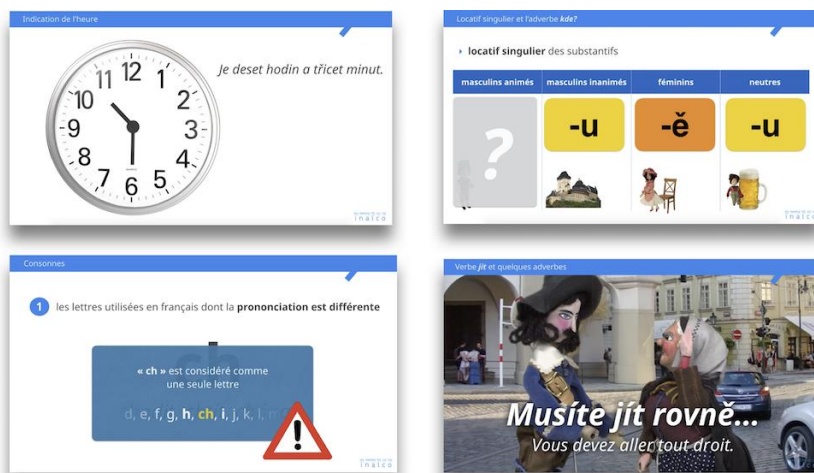 Indication de l'heure
Je deset hodin a třicet minut.
11 12 1
10 2
9 3
8 4
7 6 5
inalco
Locatif singulier et l'adverbe kde?
locatif singulier des substantifs
masculins animés masculins inanimés féminins neutres
? -u -ě -u
inalco
Consonnes
1 les lettres utilisées en français dont la prononciation est différente
ch
« ch » est considéré comme
une seule lettre
d, e, f, g, h, ch, i, j, k, l, m
!
inalco
Verbe jít et quelques adverbes
Musíte jít rovně...
Vous devez aller tout droit.